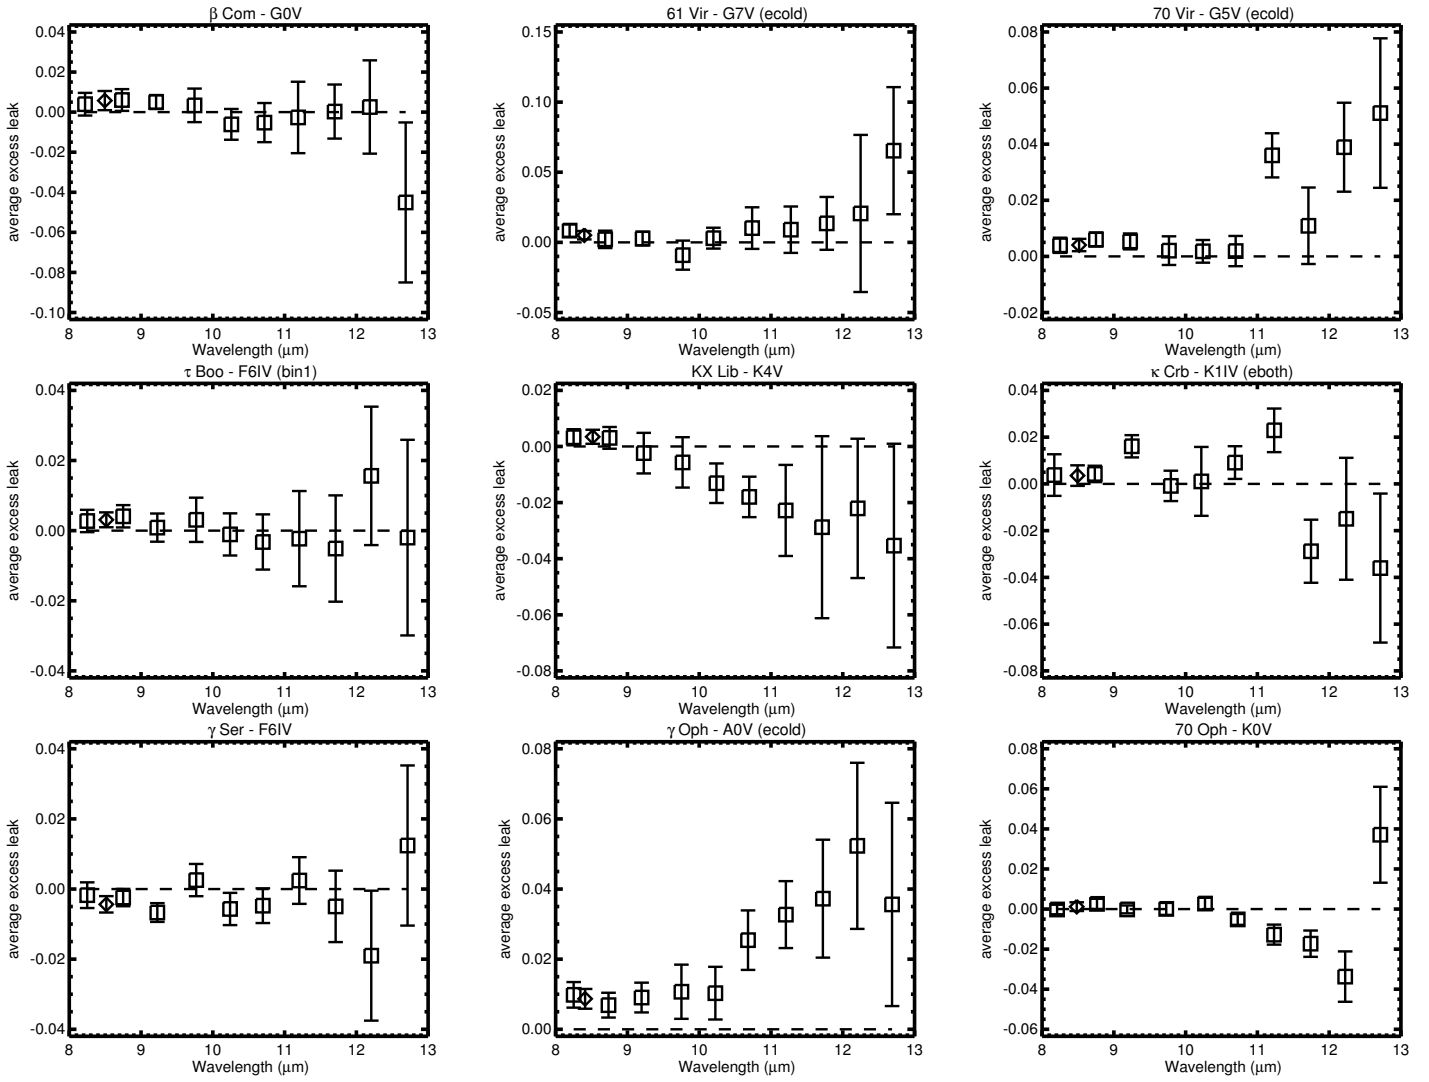 β Com - G0V
0.04
0.02
0.00
-0.02
-0.04
-0.06
-0.08
-0.10
average excess leak
8 9 10 11 12 13
Wavelength (μm)
61 Vir - G7V (ecold)
0.15
0.10
0.05
0.00
-0.05
average excess leak
8 9 10 11 12 13
Wavelength (μm)
70 Vir - G5V (ecold)
0.08
0.06
0.04
0.02
0.00
-0.02
average excess leak
8 9 10 11 12 13
Wavelength (μm)
τ Boo - F6IV (bin1)
0.04
0.02
0.00
-0.02
-0.04
average excess leak
8 9 10 11 12 13
Wavelength (μm)
KX Lib - K4V
0.02
0.00
-0.02
-0.04
-0.06
-0.08
average excess leak
8 9 10 11 12 13
Wavelength (μm)
κ Crb - K1IV (eboth)
0.04
0.02
0.00
-0.02
-0.04
-0.06
-0.08
average excess leak
8 9 10 11 12 13
Wavelength (μm)
γ Ser - F6IV
0.04
0.02
0.00
-0.02
-0.04
average excess leak
8 9 10 11 12 13
Wavelength (μm)
γ Oph - A0V (ecold)
0.08
0.06
0.04
0.02
0.00
average excess leak
8 9 10 11 12 13
Wavelength (μm)
70 Oph - K0V
0.08
0.06
0.04
0.02
0.00
-0.02
-0.04
-0.06
average excess leak
8 9 10 11 12 13
Wavelength (μm)